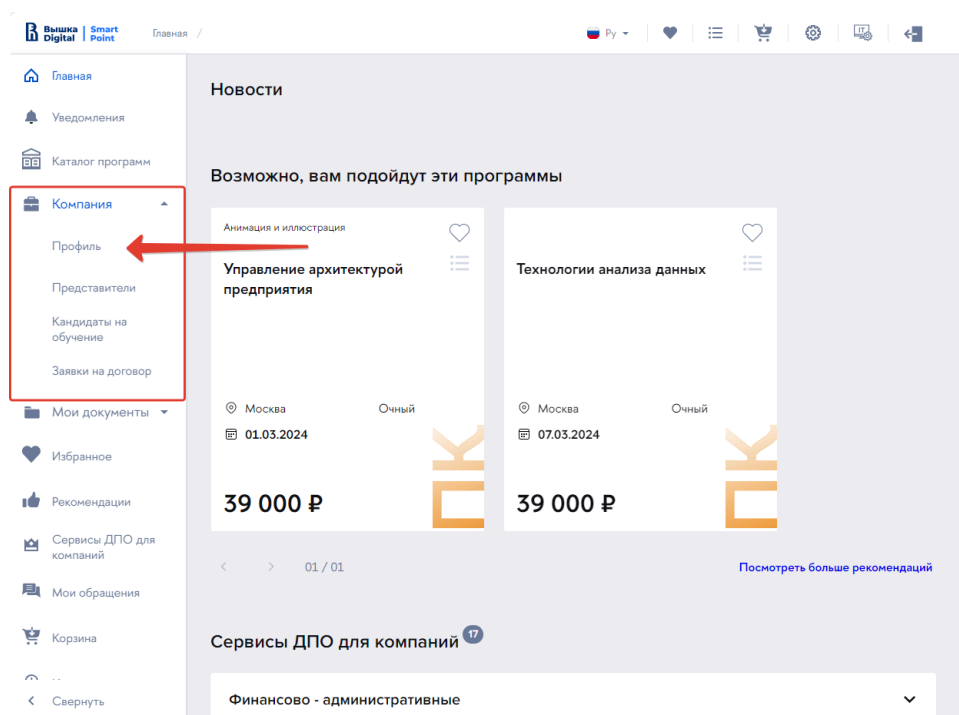 Вышка Digital
Smart Point
Главная /
Ру
Главная
Уведомления
Каталог программ
Компания
Профиль
Представители
Кандидаты на
обучение
Заявки на договор
Мои документы
Избранное
Рекомендации
Сервисы ДПО для
компаний
Мои обращения
Корзина
Свернуть
Новости
Возможно, вам подойдут эти программы
Анимация и иллюстрация
Управление архитектурой
предприятия
Москва
Очный
01.03.2024
39 000 ₽
Технологии анализа данных
Москва
Очный
07.03.2024
39 000 ₽
01 / 01
Посмотреть больше рекомендаций
Сервисы ДПО для компаний 17
Финансово - административные